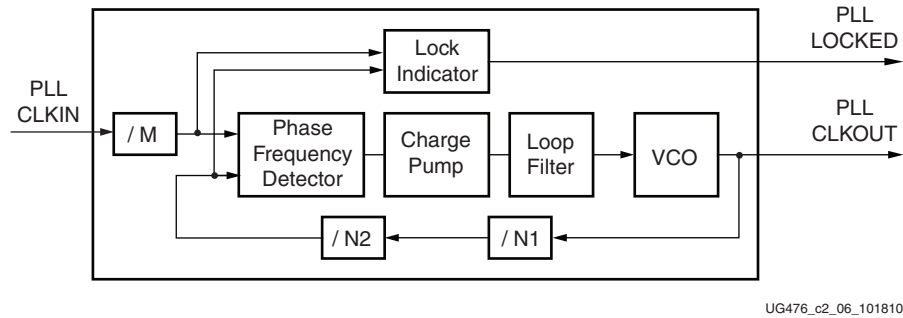 PLL
LOCKED
Lock
Indicator
PLL
CLKIN
PLL
CLKOUT
/ M
Phase
Frequency
Detector
Charge
Pump
Loop
Filter
VCO
/ N2
/ N1
UG476_c2_06_101810